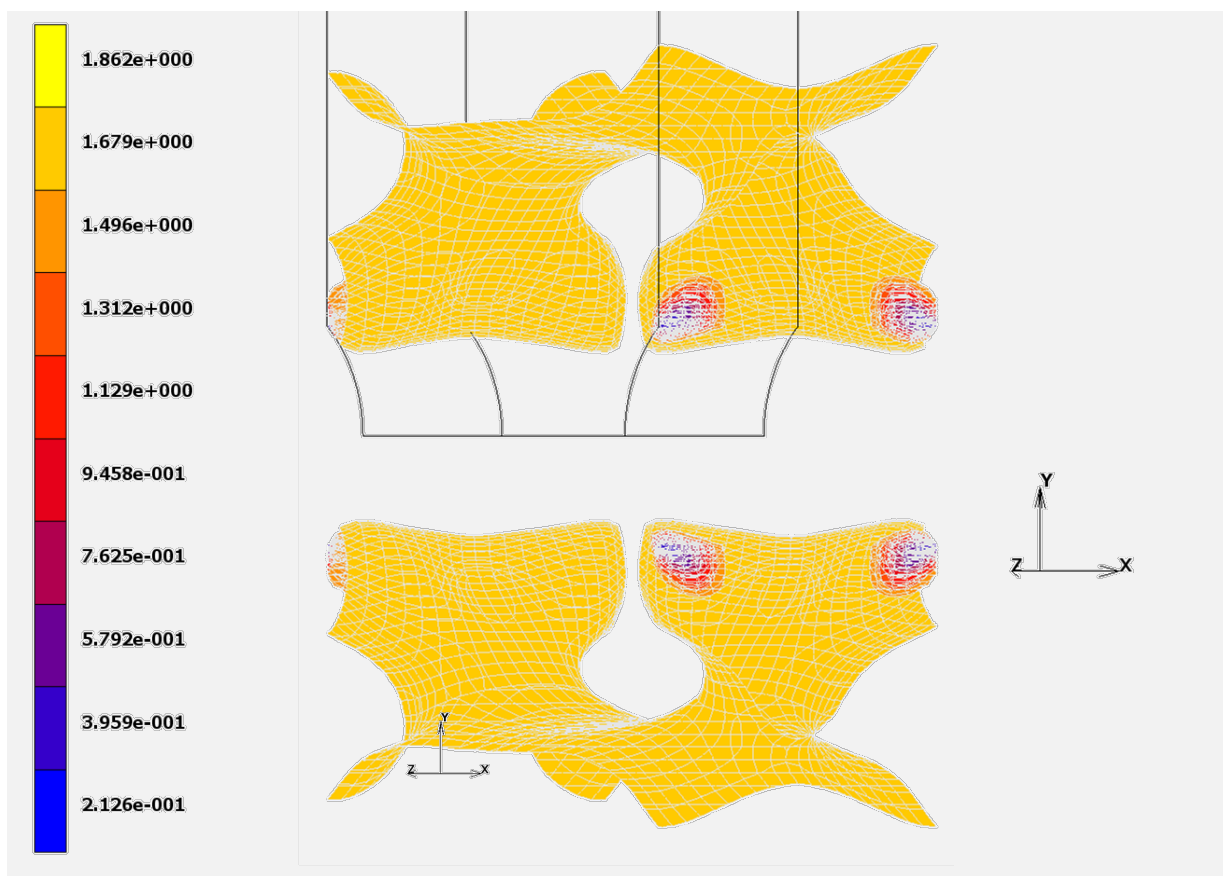 1.862e+000
1.679e+000
1.496e+000
1.312e+000
1.129e+000
9.458e-001
7.625e-001
5.792e-001
3.959e-001
2.126e-001
Y
Z X
Y
Z X